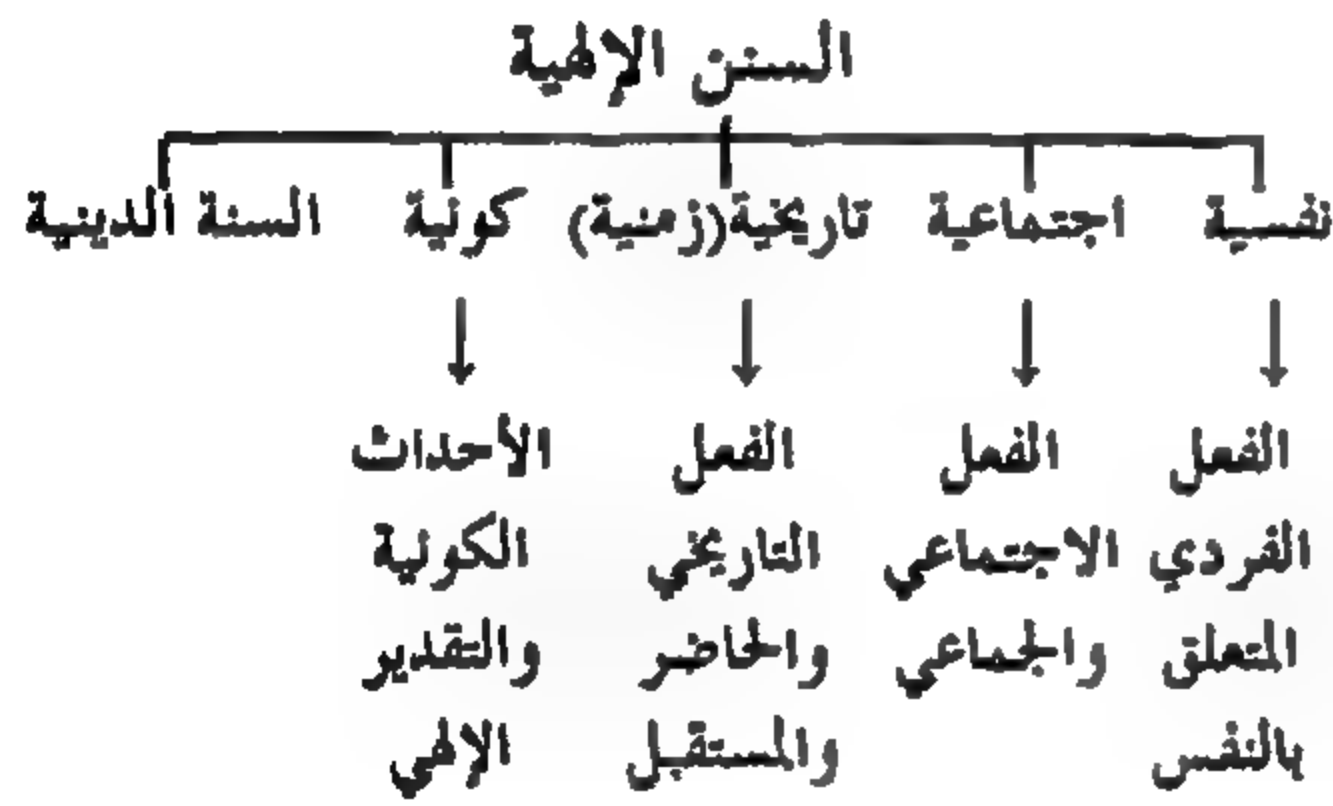 السنن الإلهية
نفسية اجتماعية تاريخية(زمنية) كونية السنة الدينية
الفعل الفعل الفعل الأحداث
الفردي الاجتماعي التاريخي الكونية
المتعلق والجماعي والحاضر والتقدير
بالنفس والمستقبل الإلهي